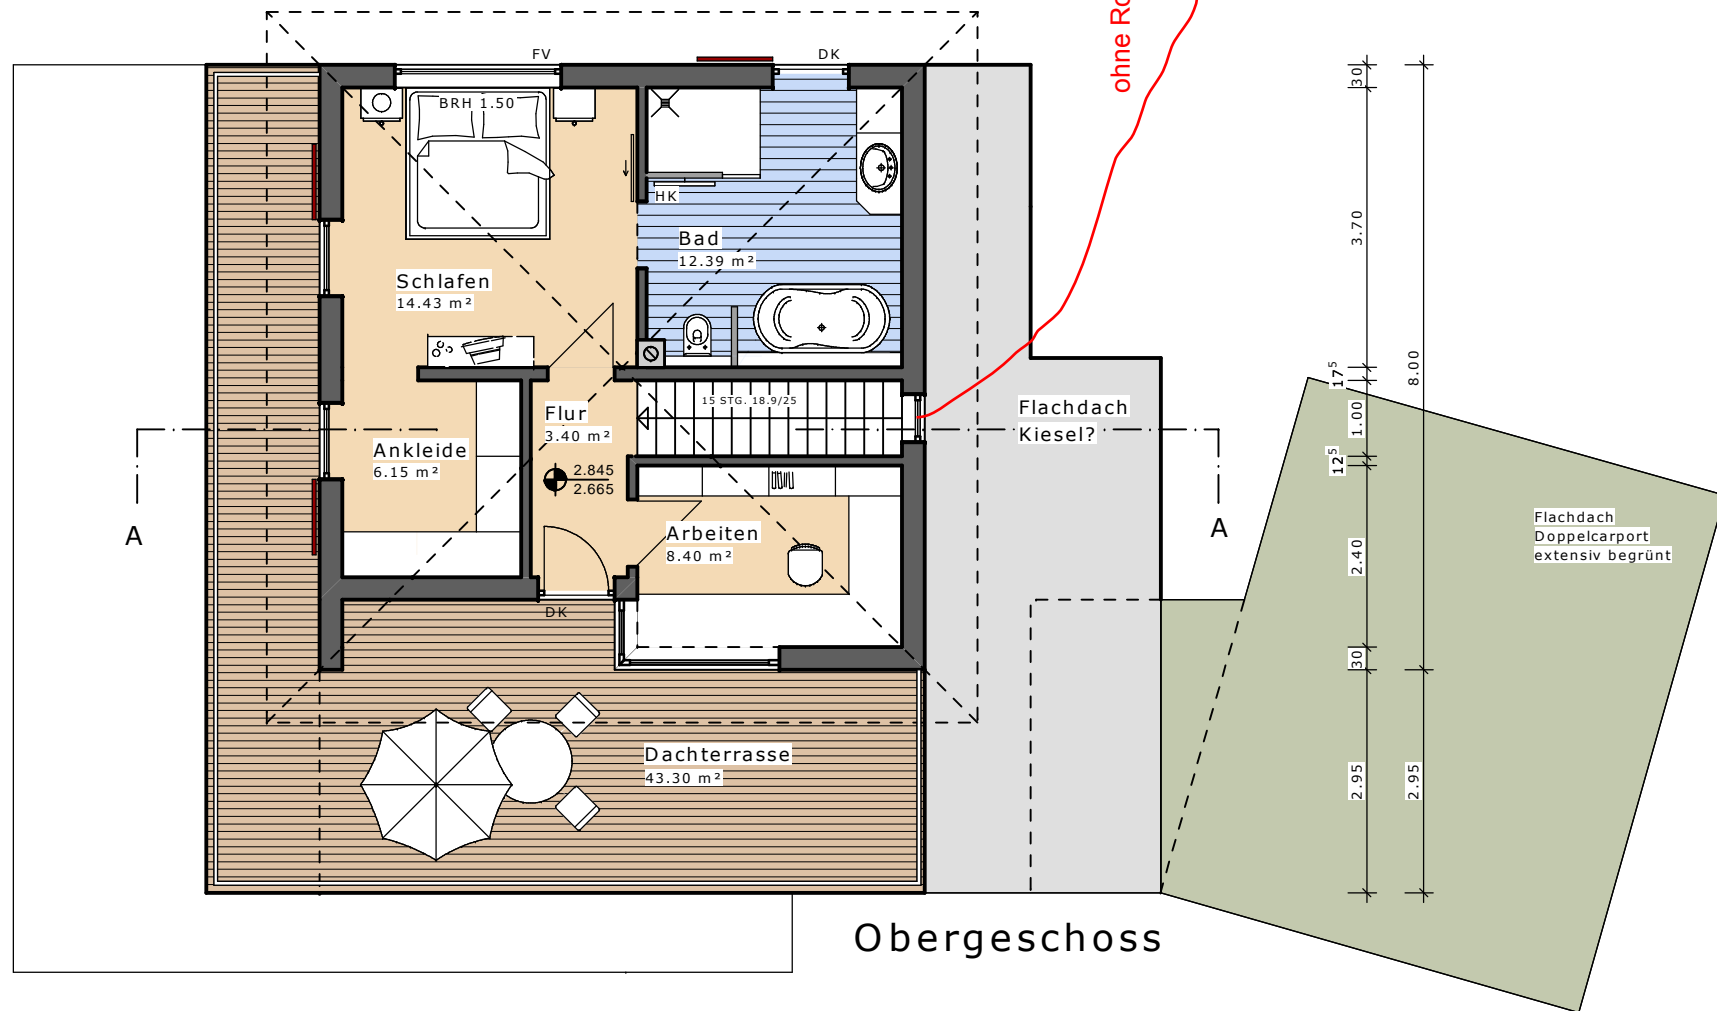 ohne
FV
DK
BRH 1.50
HK
Bad
12.39 m²
Schlafen
14.43 m²
15 STG. 18.9/25
Flur
3.40 m²
Flachdach
Kiesel?
Ankleide
6.15 m²
2.845
2.665
A
A
Arbeiten
8.40 m²
DK
Flachdach
Doppelcarport
extensiv begrünt
Dachterrasse
43.30 m²
30
3.70
17⁵
1.00
12⁵
2.40
30
2.95
8.00
2.95
Obergeschoss